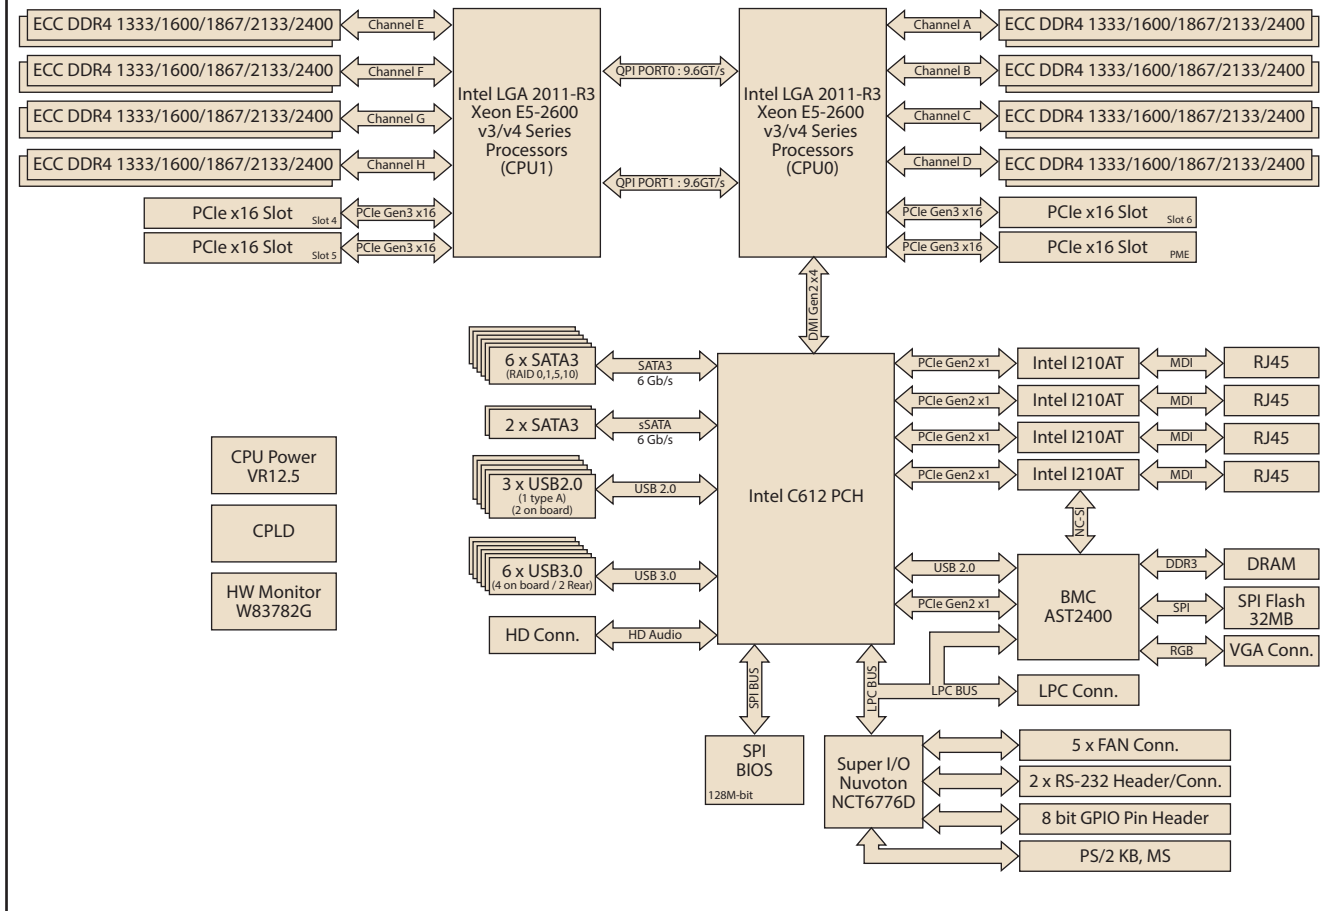 ECC DDR4 1333/1600/1867/2133/2400
Channel E
ECC DDR4 1333/1600/1867/2133/2400
Channel F
ECC DDR4 1333/1600/1867/2133/2400
Channel G
ECC DDR4 1333/1600/1867/2133/2400
Channel H
PCIe x16 Slot
Slot 4
PCIe Gen3 x16
PCIe x16 Slot
Slot 5
PCIe Gen3 x16
Intel LGA 2011-R3
Xeon E5-2600
v3/v4 Series
Processors
(CPU1)
QPI PORT0 : 9.6GT/s
QPI PORT1 : 9.6GT/s
Intel LGA 2011-R3
Xeon E5-2600
v3/v4 Series
Processors
(CPU0)
Channel A
ECC DDR4 1333/1600/1867/2133/2400
Channel B
ECC DDR4 1333/1600/1867/2133/2400
Channel C
ECC DDR4 1333/1600/1867/2133/2400
Channel D
ECC DDR4 1333/1600/1867/2133/2400
PCIe Gen3 x16
PCIe x16 Slot
Slot 6
PCIe Gen3 x16
PCIe x16 Slot
PME
DMI Gen2 x4
6 x SATA3
(RAID 0,1,5,10)
SATA3
6 Gb/s
2 x SATA3
sSATA
6 Gb/s
3 x USB2.0
(1 type A)
(2 on board)
USB 2.0
6 x USB3.0
(4 on board / 2 Rear)
USB 3.0
HD Conn.
HD Audio
CPU Power
VR12.5
CPLD
HW Monitor
W83782G
Intel C612 PCH
PCIe Gen2 x1
Intel I210AT
MDI
RJ45
PCIe Gen2 x1
Intel I210AT
MDI
RJ45
PCIe Gen2 x1
Intel I210AT
MDI
RJ45
PCIe Gen2 x1
Intel I210AT
MDI
RJ45
NC-Si
USB 2.0
PCIe Gen2 x1
BMC
AST2400
DDR3
DRAM
SPI
SPI Flash
32MB
RGB
VGA Conn.
SPI BUS
LPC BUS
LPC BUS
LPC Conn.
SPI
BIOS
128M-bit
Super I/O
Nuvoton
NCT6776D
5 x FAN Conn.
2 x RS-232 Header/Conn.
8 bit GPIO Pin Header
PS/2 KB, MS